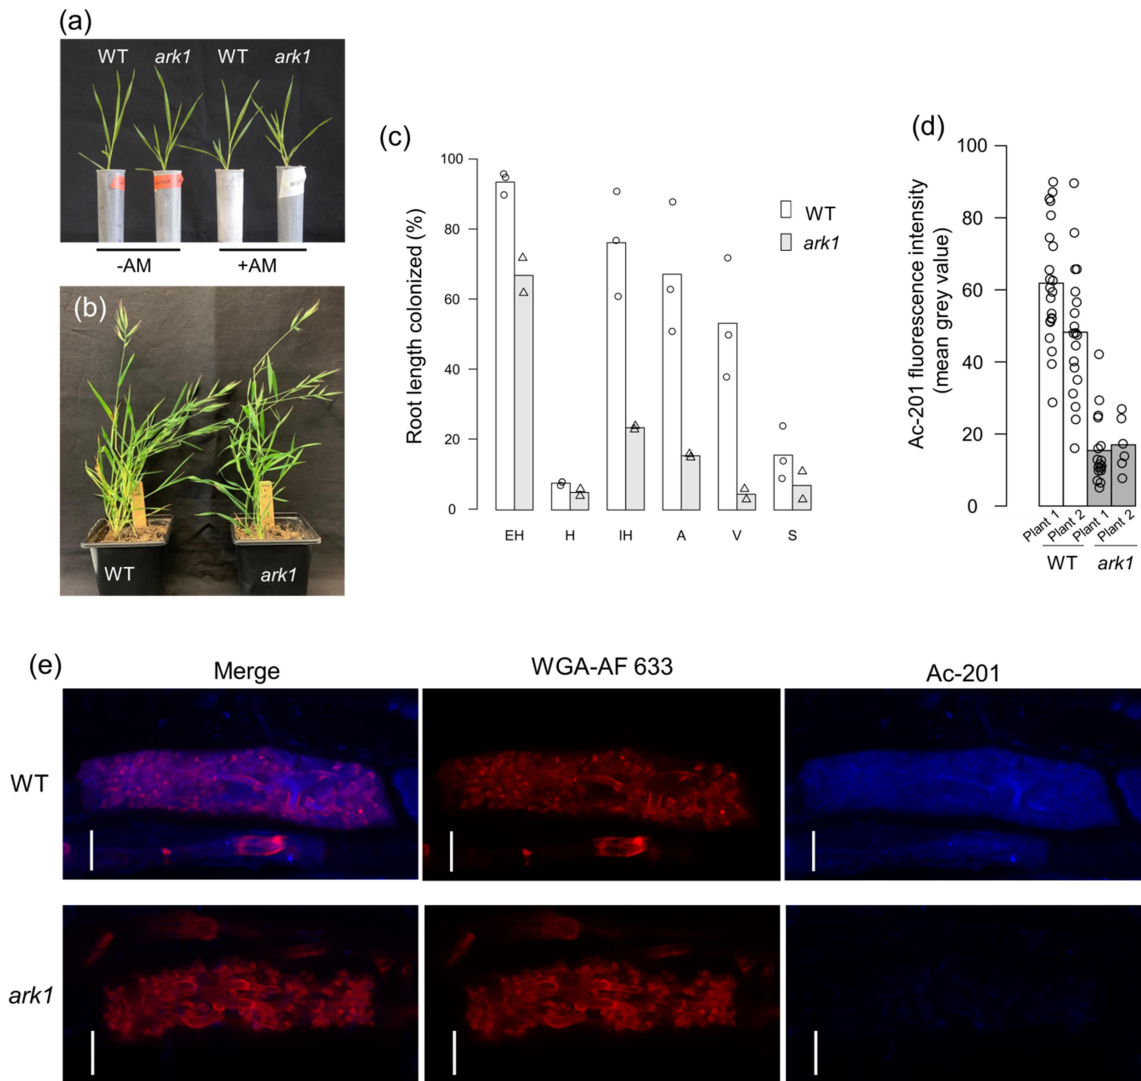 (a)
WT ark1 WT ark1
-AM +AM
(b)
WT ark1
(c)
Root length colonized (%)
100
80
60
40
20
0
EH H IH A V S
WT
ark1
(d)
Ac-201 fluorescence intensity
(mean grey value)
100
80
60
40
20
0
Plant 1 Plant 2 Plant 1 Plant 2
WT ark1
(e)
Merge WGA-AF 633 Ac-201
WT
ark1